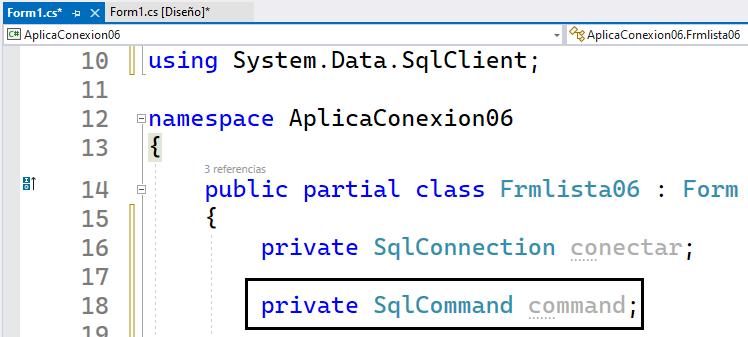 Form1.cs* Form1.cs [Diseño]*
C# AplicaConexion06 AplicaConexion06.Frmlista06
10 using System.Data.SqlClient;
11
12 namespace AplicaConexion06
13 {
3 referencias
14 public partial class Frmlista06 : Form
15 {
16 private SqlConnection conectar;
17
18 private SqlCommand command;